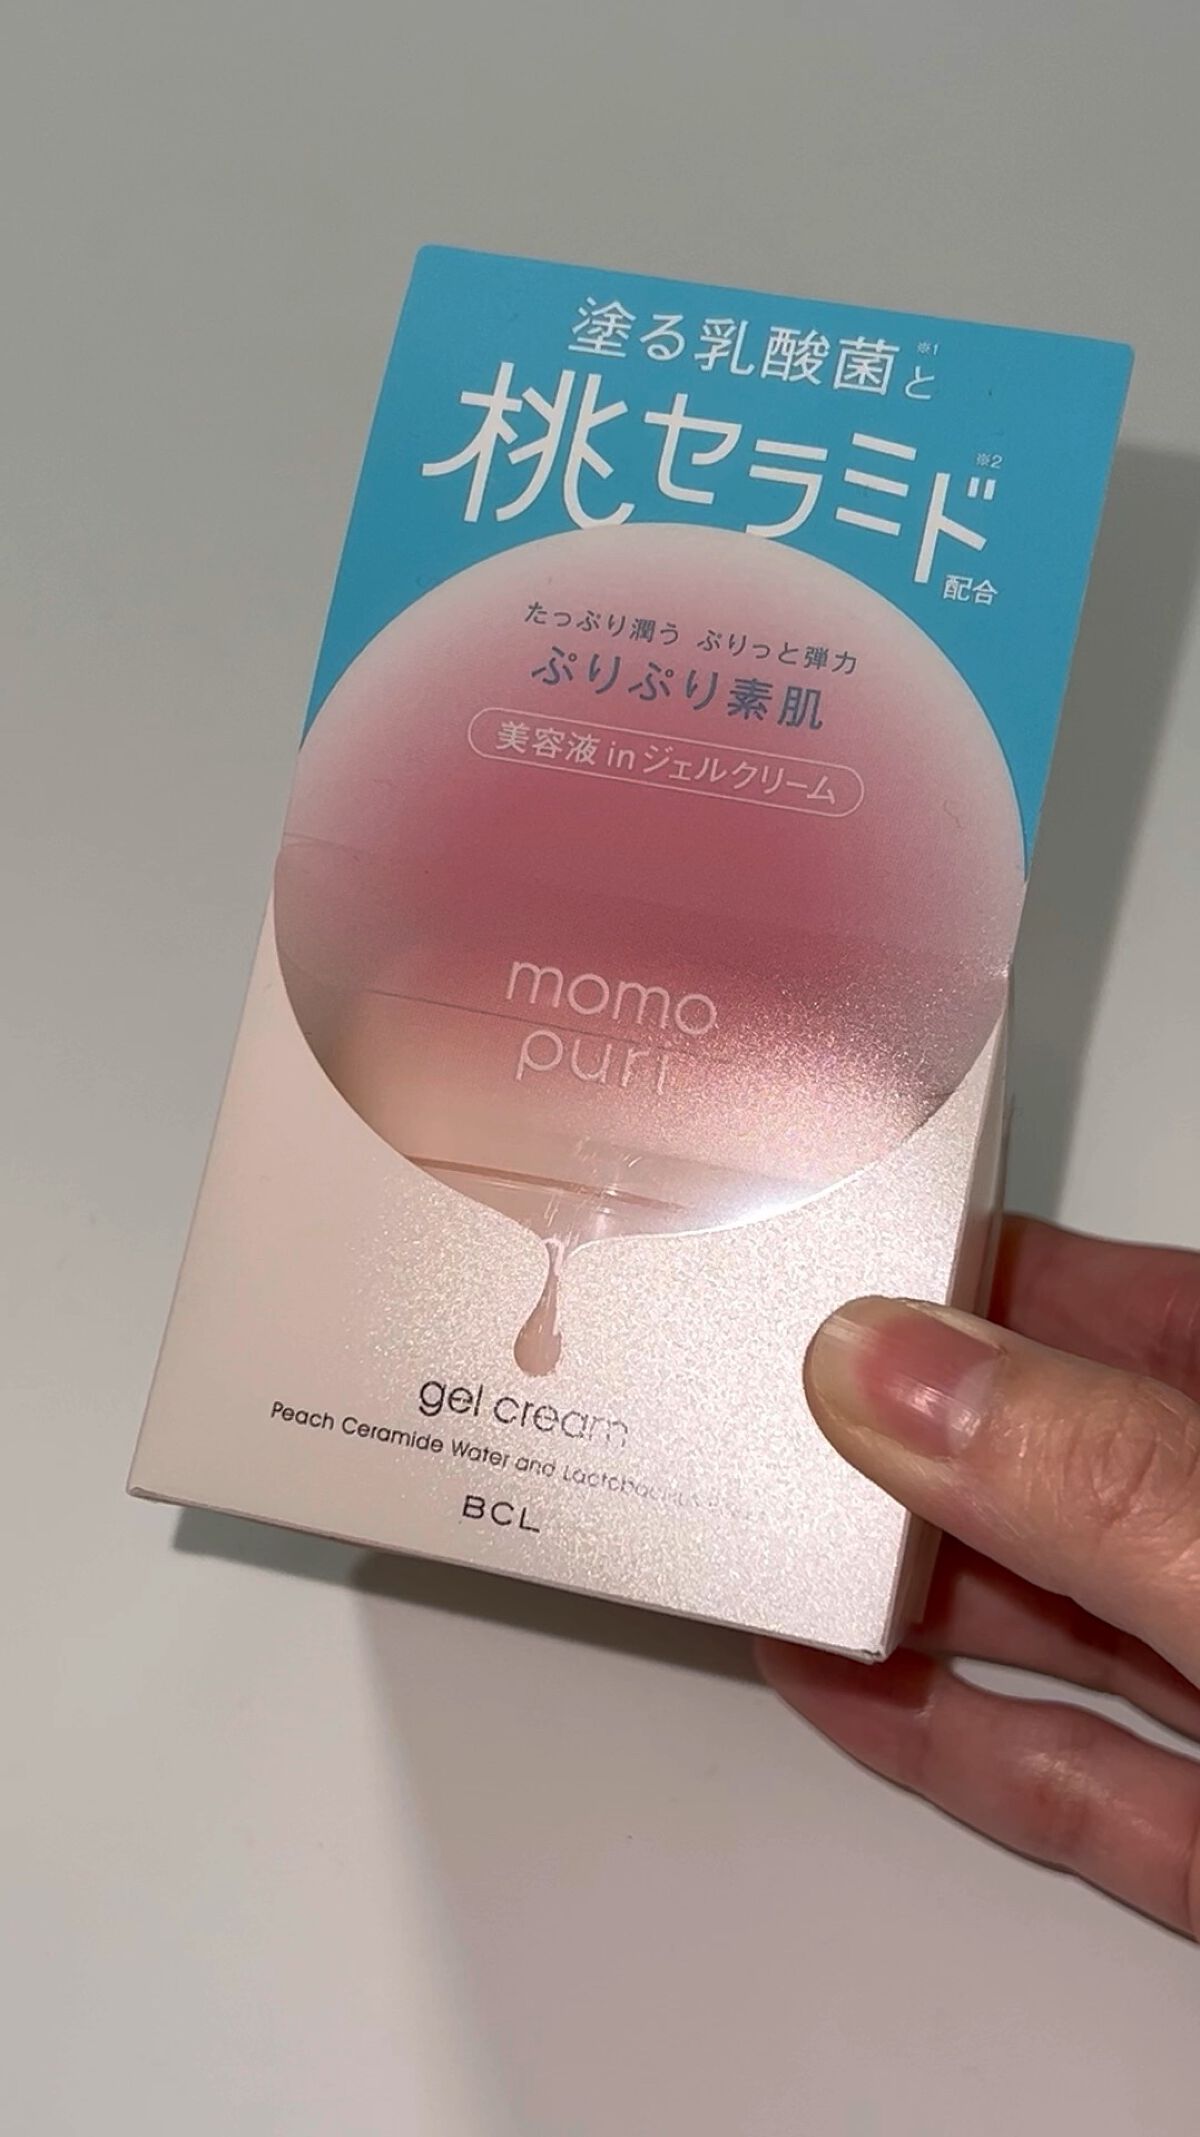 塗る乳酸菌※1と
桃セラミド※2
配合
たっぷり潤う ぷりっと弾力
ぷりぷり素肌
美容液inジェルクリーム
momo
puri
gel cream
Peach Ceramide Water and
BCL